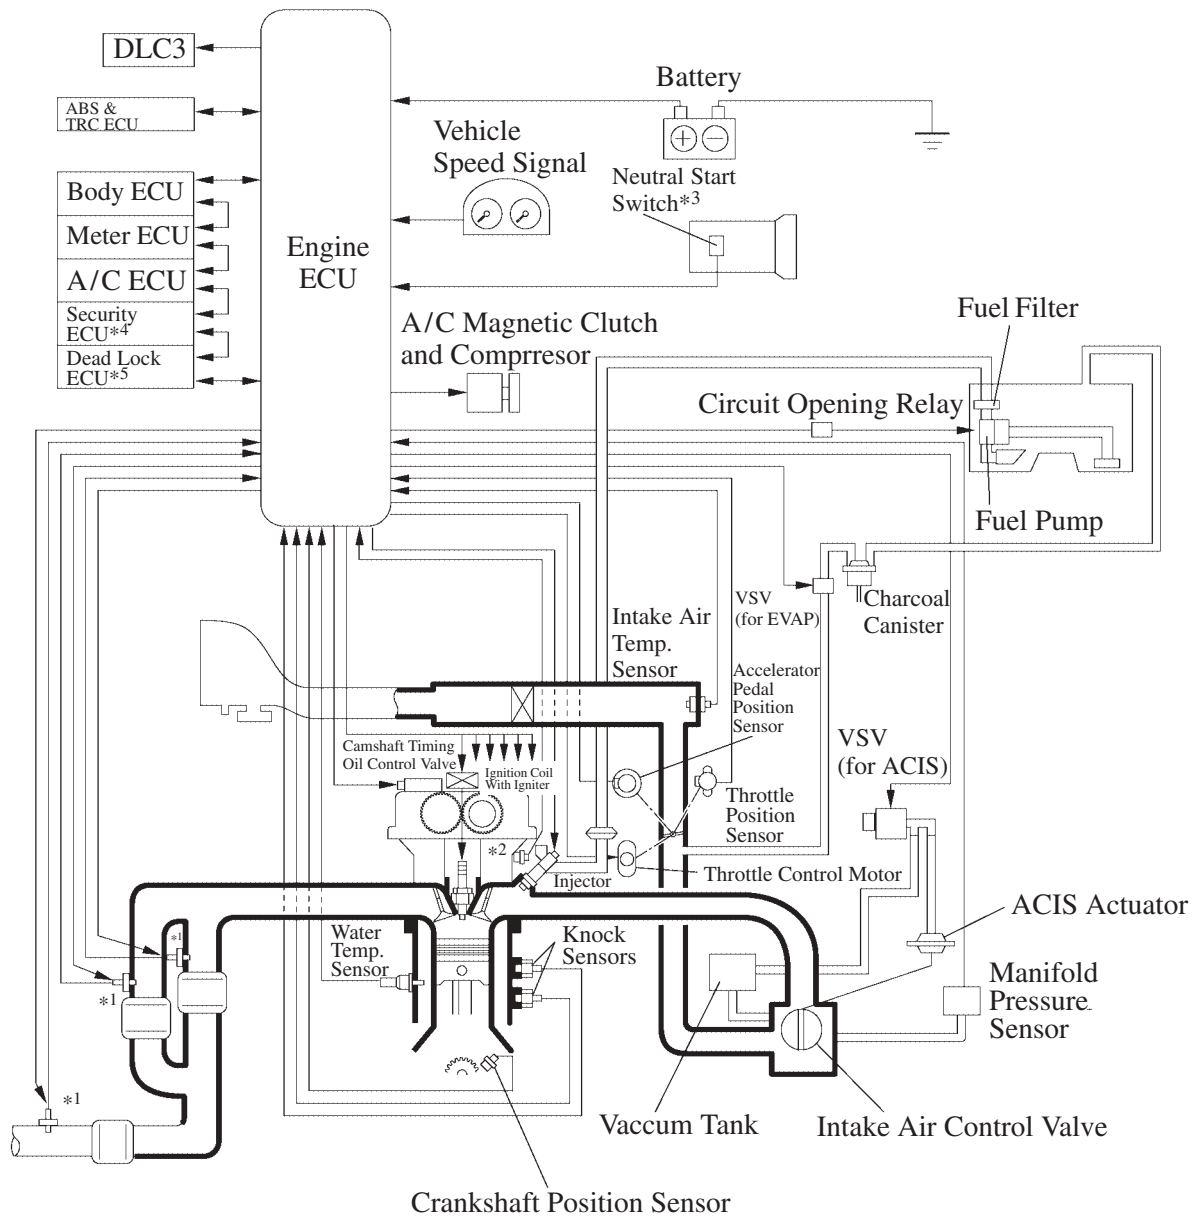 DLC3
ABS &
TRC ECU
Body ECU
Meter ECU
A/C ECU
Security
ECU*4
Dead Lock
ECU*5
Engine
ECU
Battery
Vehicle
Speed Signal
Neutral Start
Switch*3
A/C Magnetic Clutch
and Comprresor
Fuel Filter
Circuit Opening Relay
Fuel Pump
Charcoal
Canister
VSV
(for EVAP)
Intake Air
Temp.
Sensor
Accelerator
Pedal
Position
Sensor
VSV
(for ACIS)
Camshaft Timing
Oil Control Valve
Ignition Coil
With Igniter
Throttle
Position
Sensor
*2
Injector
Throttle Control Motor
ACIS Actuator
Water
Temp.
Sensor
Knock
Sensors
*1
*1
Manifold
Pressure
Sensor
*1
Vaccum Tank
Intake Air Control Valve
Crankshaft Position Sensor